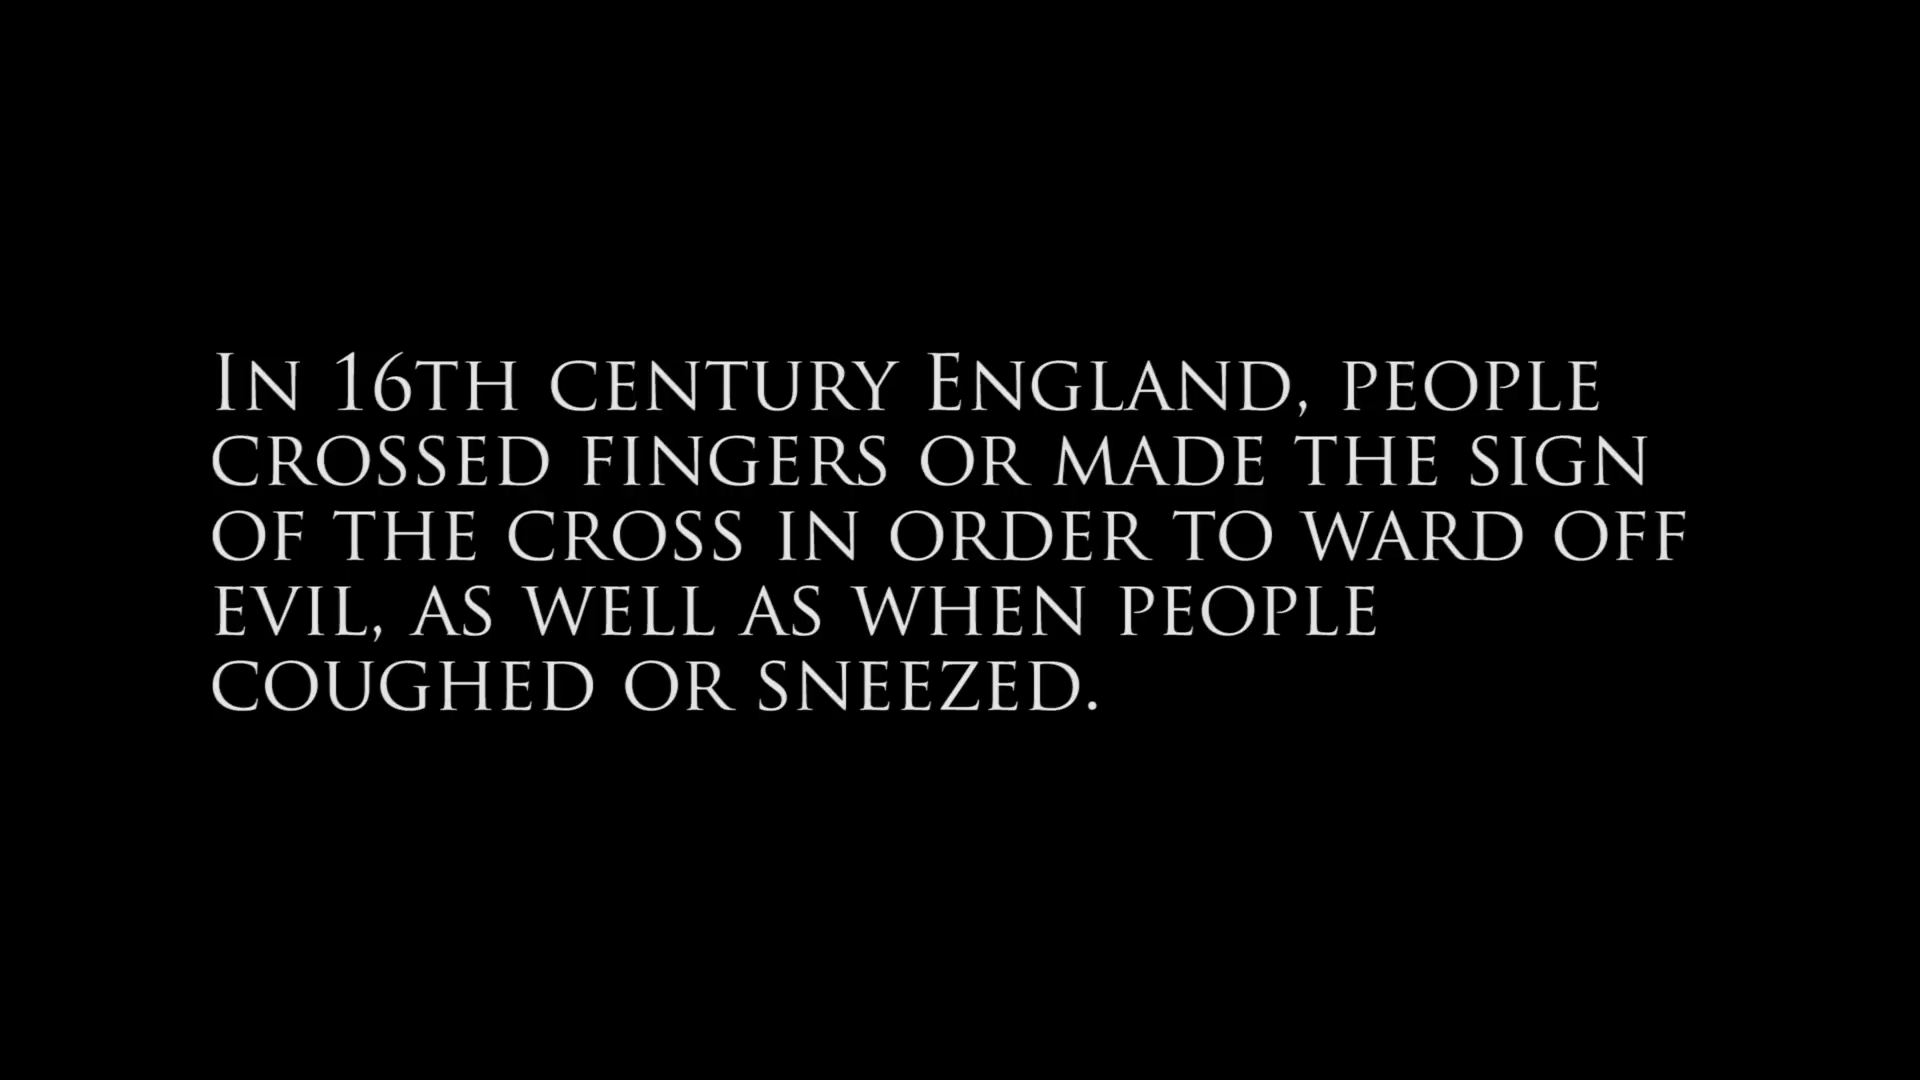 In 16th century England, people
crossed fingers or made the sign
of the cross in order to ward off
evil, as well as when people
coughed or sneezed.